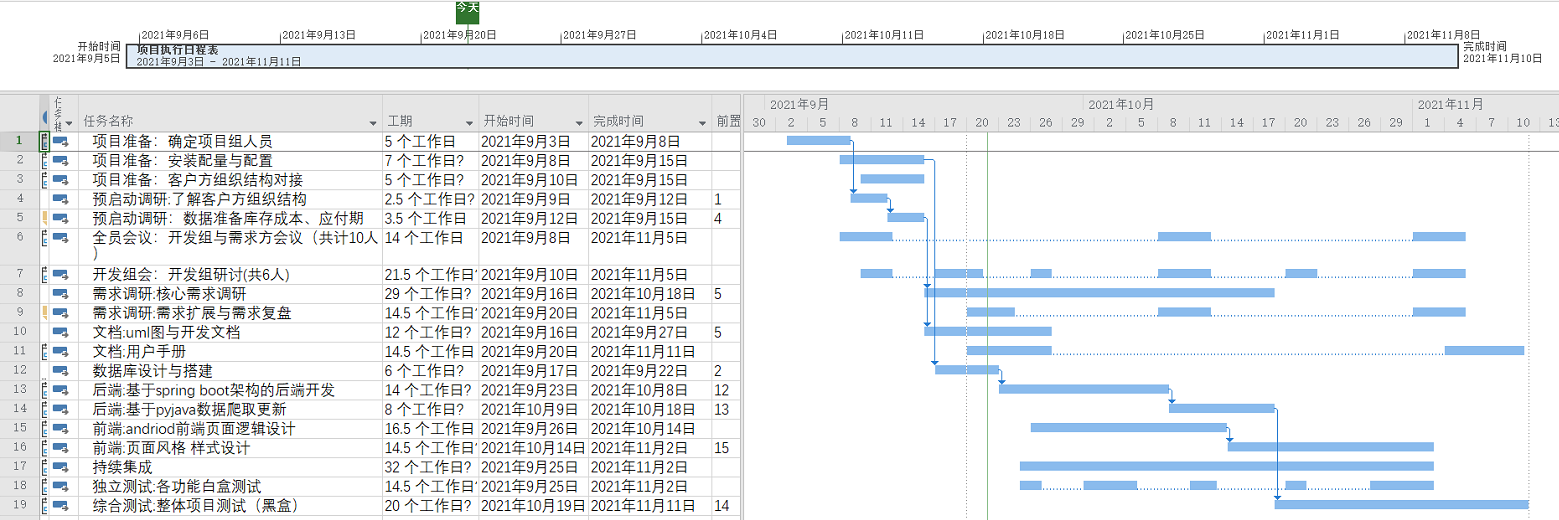 今天
2021年9月6日 2021年9月13日 2021年9月20日 2021年9月27日 2021年10月4日 2021年10月11日 2021年10月18日 2021年10月25日 2021年11月1日 2021年11月8日
开始时间
2021年9月5日
项目执行日程表
2021年9月3日 - 2021年11月11日
完成时间
2021年11月10日
任务名称 工期 开始时间 完成时间 前置
2021年9月 2021年10月 2021年11月
30 2 5 8 11 14 17 20 23 26 29 2 5 8 11 14 17 20 23 26 29 1 4 7 10 13
1 项目准备：确定项目组人员 5 个工作日 2021年9月3日 2021年9月8日
2 项目准备：安装配量与配置 7 个工作日? 2021年9月8日 2021年9月15日
3 项目准备：客户方组织结构对接 5 个工作日? 2021年9月10日 2021年9月15日
4 预启动调研:了解客户方组织结构 2.5 个工作日? 2021年9月9日 2021年9月12日 1
5 预启动调研：数据准备库存成本、应付期 3.5 个工作日 2021年9月12日 2021年9月15日 4
6 全员会议：开发组与需求方会议（共计10人 14 个工作日 2021年9月8日 2021年11月5日
）
7 开发组会：开发组研讨(共6人) 21.5 个工作日? 2021年9月10日 2021年11月5日
8 需求调研:核心需求调研 29 个工作日? 2021年9月16日 2021年10月18日 5
9 需求调研:需求扩展与需求复盘 14.5 个工作日? 2021年9月20日 2021年11月5日
10 文档:uml图与开发文档 12 个工作日? 2021年9月16日 2021年9月27日 5
11 文档:用户手册 14.5 个工作日 2021年9月20日 2021年11月11日
12 数据库设计与搭建 6 个工作日? 2021年9月17日 2021年9月22日 2
13 后端:基于spring boot架构的后端开发 14 个工作日? 2021年9月23日 2021年10月8日 12
14 后端:基于pyjava数据爬取更新 8 个工作日? 2021年10月9日 2021年10月18日 13
15 前端:andriod前端页面逻辑设计 16.5 个工作日 2021年9月26日 2021年10月14日
16 前端:页面风格 样式设计 14.5 个工作日? 2021年10月14日 2021年11月2日 15
17 持续集成 32 个工作日? 2021年9月25日 2021年11月2日
18 独立测试:各功能白盒测试 14.5 个工作日? 2021年9月25日 2021年11月2日
19 综合测试:整体项目测试（黑盒） 20 个工作日? 2021年10月19日 2021年11月11日 14